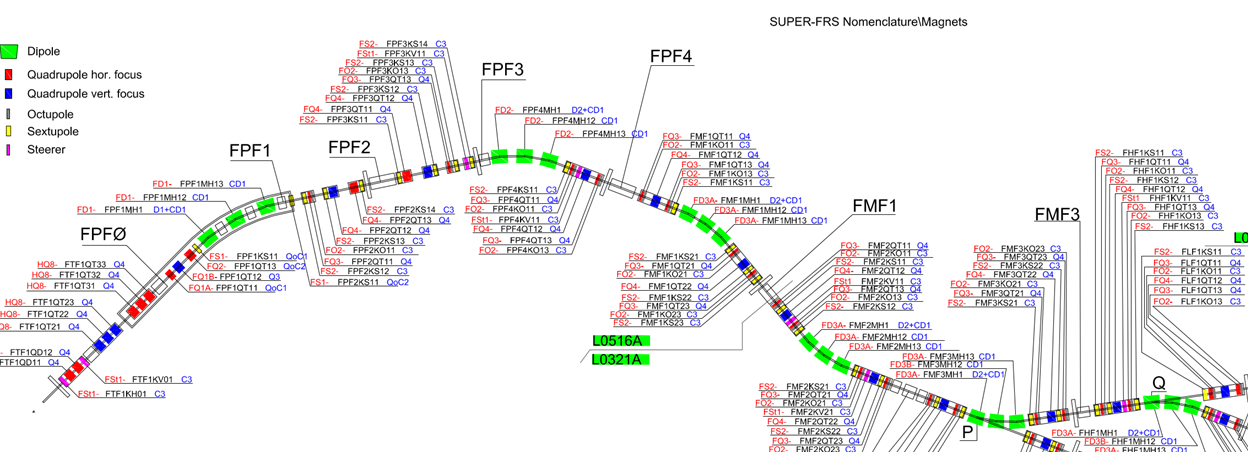 SUPER-FRS Nomenclature\Magnets
Dipole
Quadrupole hor. focus
Quadrupole vert. focus
Octupole
Sextupole
Steerer
FPFØ
FPF1
FPF2
FPF3
FPF4
FMF1
FMF3
P
Q
FS2- FPF3KS14 C3
FSt1- FPF3KV11 C3
FS2- FPF3KS13 C3
FO2- FPF3KO13 C3
FQ3- FPF3QT13 Q4
FS2- FPF3KS12 C3
FQ4- FPF3QT12 Q4
FQ4- FPF3QT11 Q4
FS2- FPF3KS11 C3
FD2- FPF4MH1 D2+CD1
FD2- FPF4MH12 CD1
FD2- FPF4MH13 CD1
FD1- FPF1MH13 CD1
FD1- FPF1MH12 CD1
FD1- FPF1MH1 D1+CD1
HQ8- FTF1QT33 Q4
HQ8- FTF1QT32 Q4
HQ8- FTF1QT31 Q4
HQ8- FTF1QT23 Q4
HQ8- FTF1QT22 Q4
Q8- FTF1QT21 Q4
- FTF1QD12 Q4
FTF1QD11 Q4
FSt1- FTF1KV01 C3
FSt1- FTF1KH01 C3
FS1- FPF1KS11 QoC1
FQ2- FPF1QT13 QoC2
FQ1B- FPF1QT12 Q3
FQ1A- FPF1QT11 QoC1
FS2- FPF2KS14 C3
FQ4- FPF2QT13 Q4
FQ4- FPF2QT12 Q4
FS2- FPF2KS13 C3
FO2- FPF2KO11 C3
FQ3- FPF2QT11 Q4
FS2- FPF2KS12 C3
FS1- FPF2KS11 QoC2
FS2- FPF4KS11 C3
FQ3- FPF4QT11 Q4
FO2- FPF4KO11 C3
FSt1- FPF4KV11 C3
FQ4- FPF4QT12 Q4
FQ3- FPF4QT13 Q4
FO2- FPF4KO13 C3
FQ3- FMF1QT11 Q4
FO2- FMF1KO11 C3
FQ4- FMF1QT12 Q4
FQ3- FMF1QT13 Q4
FO2- FMF1KO13 C3
FS2- FMF1KS11 C3
FD3A- FMF1MH1 D2+CD1
FD3A- FMF1MH12 CD1
FD3A- FMF1MH13 CD1
FS2- FMF1KS21 C3
FQ3- FMF1QT21 Q4
FO2- FMF1KO21 C3
FQ4- FMF1QT22 Q4
FS2- FMF1KS22 C3
FQ3- FMF1QT23 Q4
FO2- FMF1KO23 C3
FS2- FMF1KS23 C3
L0516A
L0321A
FQ3- FMF2QT11 Q4
FO2- FMF2KO11 C3
FS2- FMF2KS11 C3
FQ4- FMF2QT12 Q4
FSt1 FMF2KV11 C3
FQ3- FMF2QT13 Q4
FO2- FMF2KO13 C3
FS2- FMF2KS12 C3
FD3A- FMF2MH1 D2+CD1
FD3A- FMF2MH12 CD1
FD3A- FMF2MH13 CD1
FD3A- FMF3MH13 CD1
FD3B- FMF3MH12 CD1
FD3A- FMF3MH1 D2+CD1
FS2- FMF2KS21 C3
FQ3- FMF2QT21 Q4
FO2- FMF2KO21 C3
FSt1- FMF2KV21 C3
FQ4- FMF2QT22 Q4
FS2- FMF2KS22 C3
FQ3- FMF2QT23 Q4
FO2- FMF2KO23 C3
FO2- FMF3KO23 C3
FQ3- FMF3QT23 Q4
FS2- FMF3KS22 C3
FQ4- FMF3QT22 Q4
FO2- FMF3KO21 C3
FQ3- FMF3QT21 Q4
FS2- FMF3KS21 C3
FS2- FHF1KS11 C3
FQ3- FHF1QT11 Q4
FO2- FHF1KO11 C3
FS2- FHF1KS12 C3
FQ4- FHF1QT12 Q4
FSt1 FHF1KV11 C3
FQ3- FHF1QT13 Q4
FO2- FHF1KO13 C3
FS2- FHF1KS13 C3
L0
FS2- FLF1KS11 C3
FQ3- FLF1QT11 Q4
FO2- FLF1KO11 C3
FQ4- FLF1QT12 Q4
FQ3- FLF1QT13 Q4
FO2- FLF1KO13 C3
FD3A- FHF1MH1 D2+CD1
FD3B- FHF1MH12 CD1
FD3A- FHF1MH13 CD1